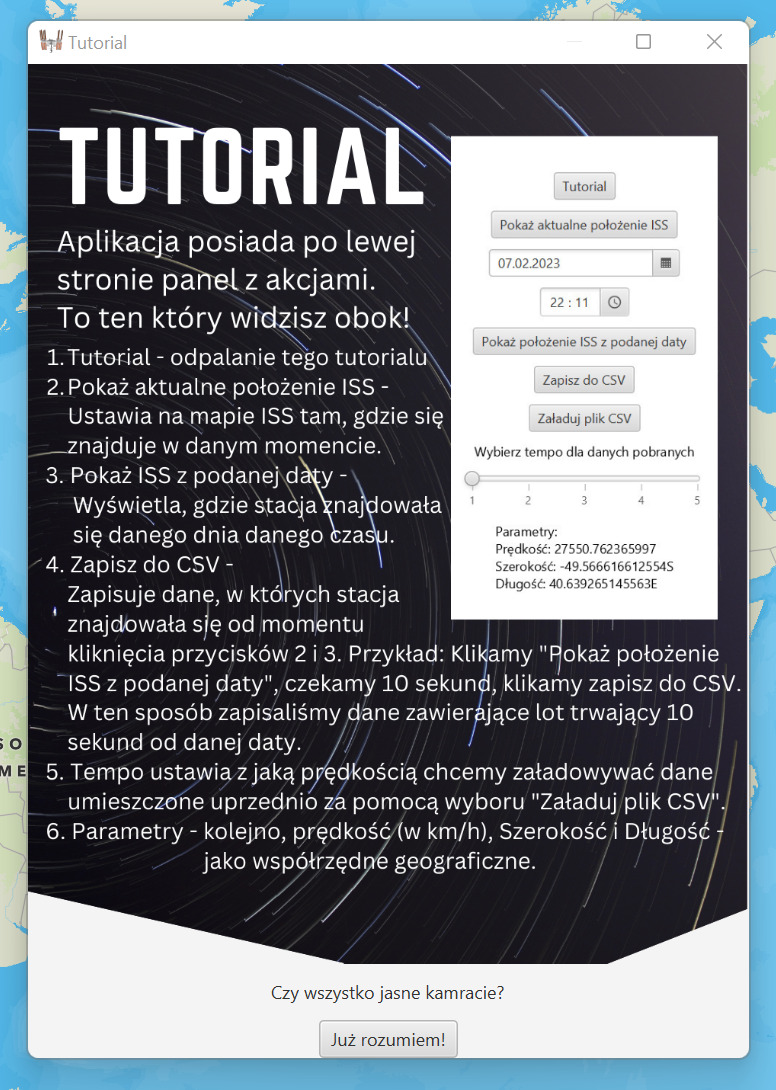 Tutorial
TUTORIAL
Aplikacja posiada po lewej
stronie panel z akcjami.
To ten który widzisz obok!
1. Tutorial - odpalanie tego tutorialu
2. Pokaż aktualne położenie ISS -
Ustawia na mapie ISS tam, gdzie się
znajduje w danym momencie.
3. Pokaż ISS z podanej daty -
Wyświetla, gdzie stacja znajdowała
się danego dnia danego czasu.
4. Zapisz do CSV -
Zapisuje dane, w których stacja
znajdowała się od momentu
kliknięcia przycisków 2 i 3. Przykład: Klikamy "Pokaż położenie
ISS z podanej daty", czekamy 10 sekund, klikamy zapisz do CSV.
W ten sposób zapisaliśmy dane zawierające lot trwający 10
sekund od danej daty.
5. Tempo ustawia z jaką prędkością chcemy załadowywać dane
umieszczone uprzednio za pomocą wyboru "Załaduj plik CSV".
6. Parametry - kolejno, prędkość (w km/h), Szerokość i Długość -
jako współrzędne geograficzne.
Tutorial
Pokaż aktualne położenie ISS
07.02.2023
22 : 11
Pokaż położenie ISS z podanej daty
Zapisz do CSV
Załaduj plik CSV
Wybierz tempo dla danych pobranych
1 2 3 4 5
Parametry:
Prędkość: 27550.762365997
Szerokość: -49.566616612554S
Długość: 40.639265145563E
Czy wszystko jasne kamracie?
Już rozumiem!
SO
ME